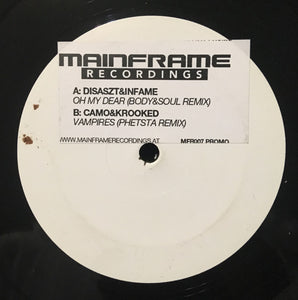 MAINFRAME
RECORDINGS
A: DISASZT&INFAME
OH MY DEAR (BODY&SOUL REMIX)
B: CAMO&KROOKED
VAMPIRES (PHETSTA REMIX)
WWW.MAINFRAMERECORDINGS.AT MFR007 PROMO